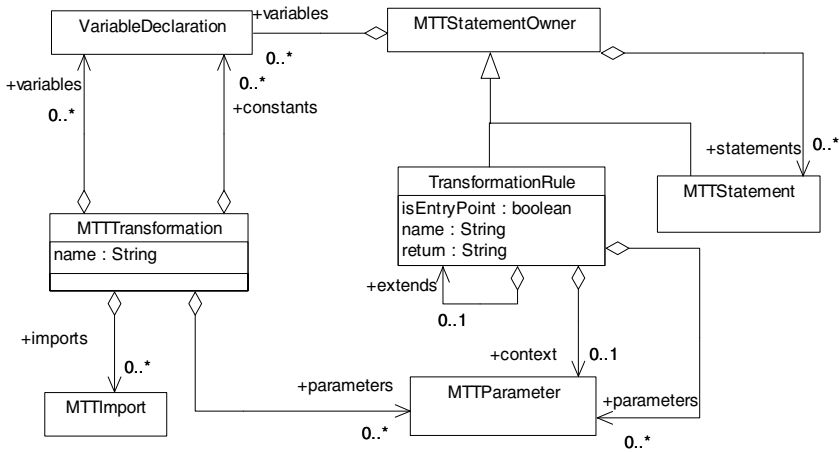 VariableDeclaration
+variables
MTTStatementOwner
0..*
+variables
0..*
0..*
+constants
0..*
+statements
TransformationRule
isEntryPoint : boolean
name : String
return : String
MTTStatement
MTTTransformation
name : String
+extends
0..1
+imports
0..*
+context
0..1
+parameters
0..*
MTTParameter
+parameters
0..*
MTTImport